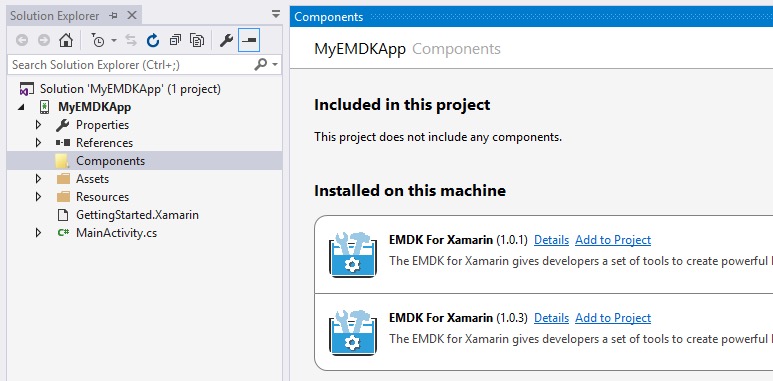 Solution Explorer
Search Solution Explorer (Ctrl+;)
Solution 'MyEMDKApp' (1 project)
MyEMDKApp
Properties
References
Components
Assets
Resources
GettingStarted.Xamarin
C# MainActivity.cs
Components
MyEMDKApp Components
Included in this project
This project does not include any components.
Installed on this machine
EMDK For Xamarin (1.0.1) Details Add to Project
The EMDK for Xamarin gives developers a set of tools to create powerful
EMDK For Xamarin (1.0.3) Details Add to Project
The EMDK for Xamarin gives developers a set of tools to create powerful